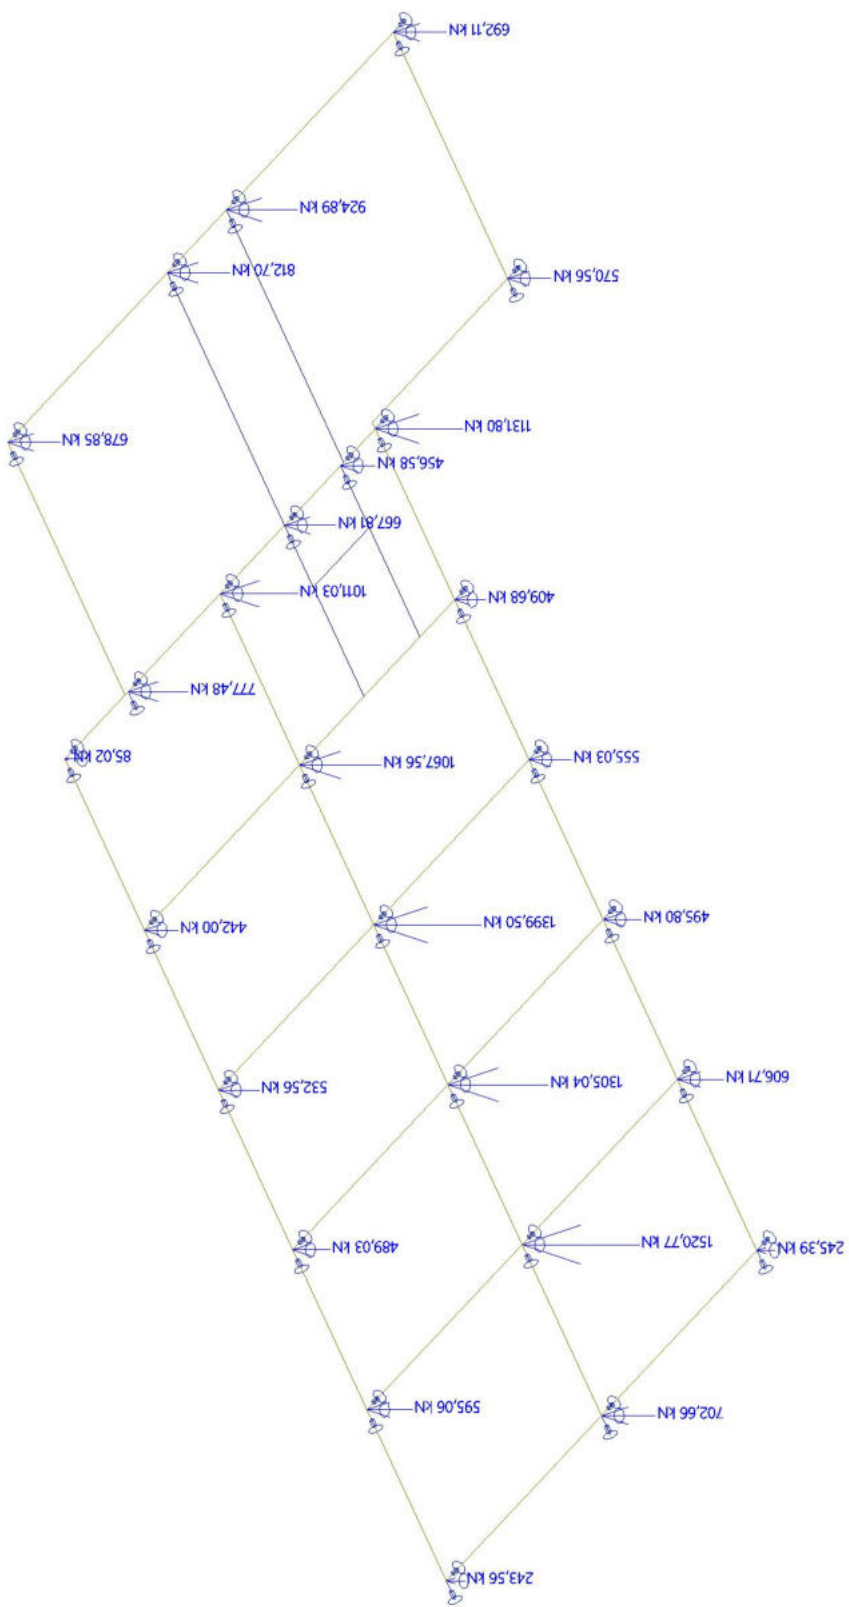 243,56 kN
702,66 kN
595,06 kN
245,39 kN
1520,77 kN
489,03 kN
606,71 kN
1305,04 kN
532,56 kN
495,80 kN
1399,50 kN
442,00 kN
555,03 kN
1067,56 kN
85,02 kN
777,48 kN
409,68 kN
1011,03 kN
667,81 kN
456,58 kN
678,85 kN
1131,80 kN
570,56 kN
812,70 kN
924,89 kN
692,11 kN